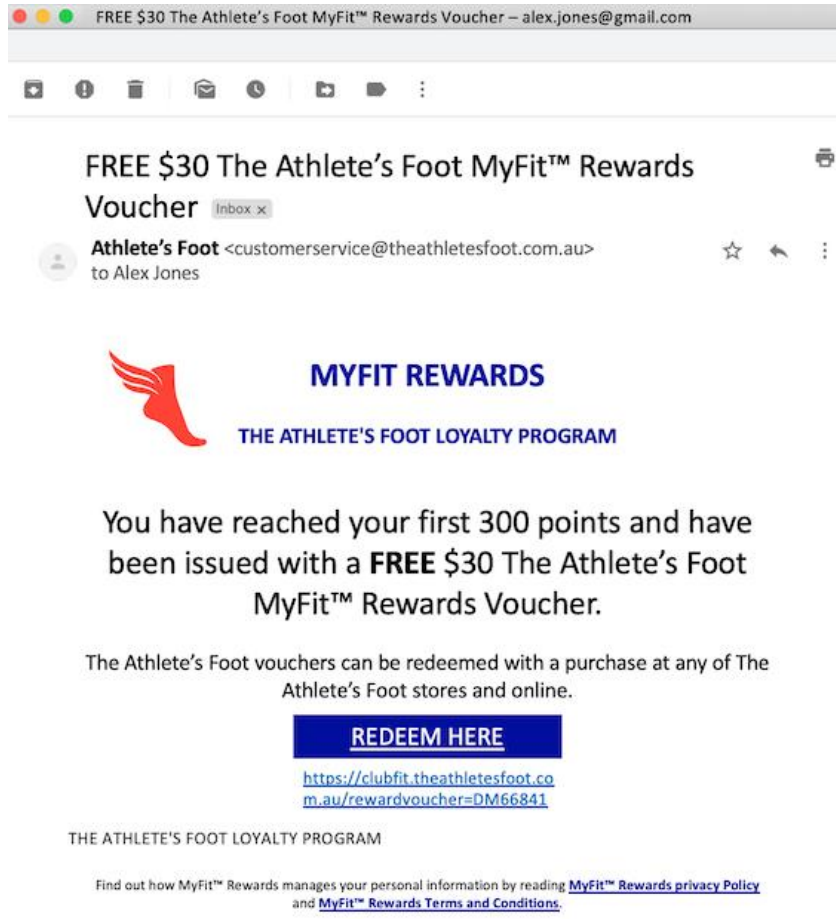 FREE $30 The Athlete's Foot MyFit™ Rewards Voucher – alex.jones@gmail.com
FREE $30 The Athlete's Foot MyFit™ Rewards
Voucher Inbox x
Athlete's Foot <customerservice@theathletesfoot.com.au>
to Alex Jones
MYFIT REWARDS
THE ATHLETE'S FOOT LOYALTY PROGRAM
You have reached your first 300 points and have
been issued with a FREE $30 The Athlete's Foot
MyFit™ Rewards Voucher.
The Athlete's Foot vouchers can be redeemed with a purchase at any of The
Athlete's Foot stores and online.
REDEEM HERE
https://clubfit.theathletesfoot.co
m.au/rewardvoucher=DM66841
THE ATHLETE'S FOOT LOYALTY PROGRAM
Find out how MyFit™ Rewards manages your personal information by reading MyFit™ Rewards privacy Policy
and MyFit™ Rewards Terms and Conditions.